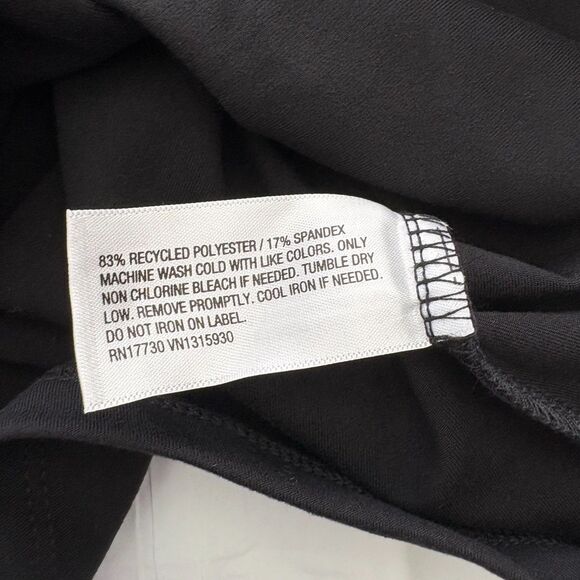 83% RECYCLED POLYESTER / 17% SPANDEX
MACHINE WASH COLD WITH LIKE COLORS. ONLY
NON CHLORINE BLEACH IF NEEDED. TUMBLE DRY
LOW. REMOVE PROMPTLY. COOL IRON IF NEEDED.
DO NOT IRON ON LABEL.
RN17730 VN1315930